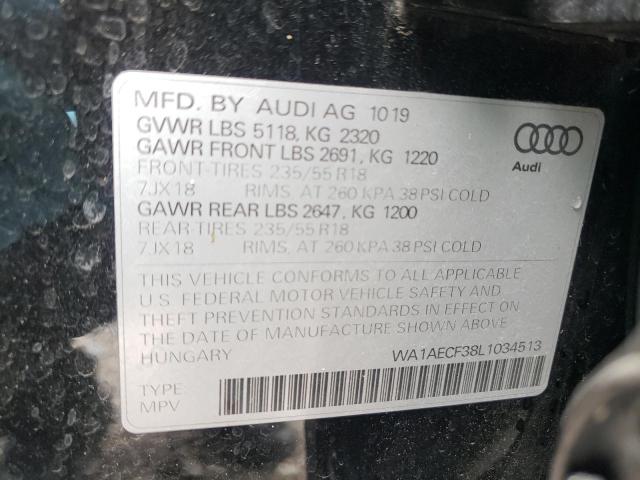 MFD. BY AUDI AG 10 19
GVWR LBS 5118, KG 2320
GAWR FRONT LBS 2691, KG 1220
FRONT-TIRES 235/55 R18
7JX18 RIMS, AT 260 KPA 38 PSI COLD
GAWR REAR LBS 2647, KG 1200
REAR-TIRES 235/55 R18
7JX18 RIMS, AT 260 KPA 38 PSI COLD
Audi
THIS VEHICLE CONFORMS TO ALL APPLICABLE
U.S. FEDERAL MOTOR VEHICLE SAFETY AND
THEFT PREVENTION STANDARDS IN EFFECT ON
THE DATE OF MANUFACTURE SHOWN ABOVE
HUNGARY WA1AECF38L1034513
TYPE
MPV